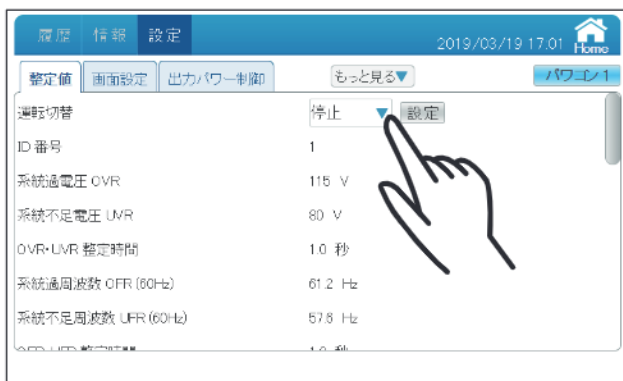 履歴 情報 設定
2019/03/19 17:01 Home
整定値 画面設定 出力パワー制御 もっと見る▼ パワコン 1
運転切替 停止 ▼ 設定
ID 番号 1
系統過電圧 OVR 115 V
系統不足電圧 UVR 80 V
OVR・UVR 整定時間 1.0 秒
系統過周波数 OFR (60Hz) 61.2 Hz
系統不足周波数 UFR (60Hz) 57.6 Hz